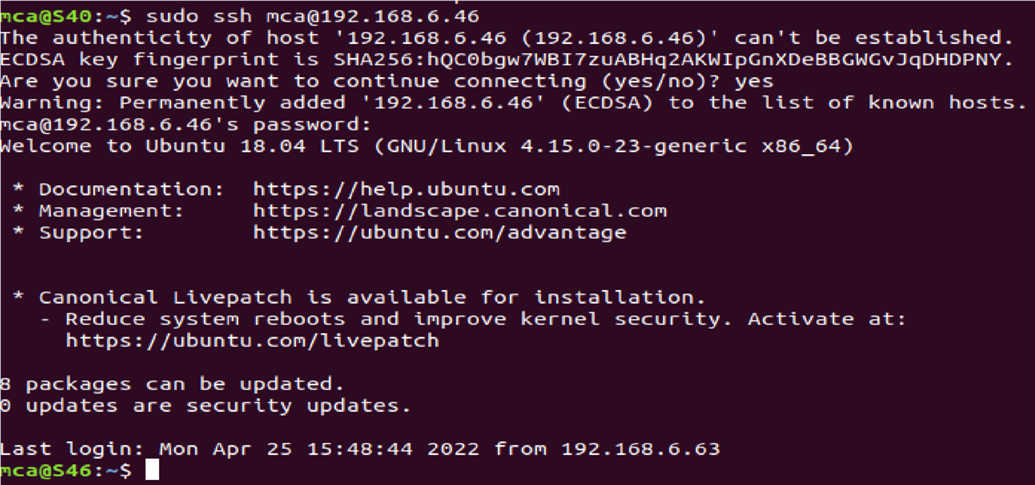 mca@S40:~$ sudo ssh mca@192.168.6.46
The authenticity of host '192.168.6.46 (192.168.6.46)' can't be established.
ECDSA key fingerprint is SHA256:hQC0bgw7WBI7zuABHq2AKWIpGnXDeBBGWGvJqDHDPNY.
Are you sure you want to continue connecting (yes/no)? yes
Warning: Permanently added '192.168.6.46' (ECDSA) to the list of known hosts.
mca@192.168.6.46's password:
Welcome to Ubuntu 18.04 LTS (GNU/Linux 4.15.0-23-generic x86_64)
* Documentation:  https://help.ubuntu.com
* Management:     https://landscape.canonical.com
* Support:        https://ubuntu.com/advantage
* Canonical Livepatch is available for installation.
- Reduce system reboots and improve kernel security. Activate at:
https://ubuntu.com/livepatch
8 packages can be updated.
0 updates are security updates.
Last login: Mon Apr 25 15:48:44 2022 from 192.168.6.63
mca@S46:~$